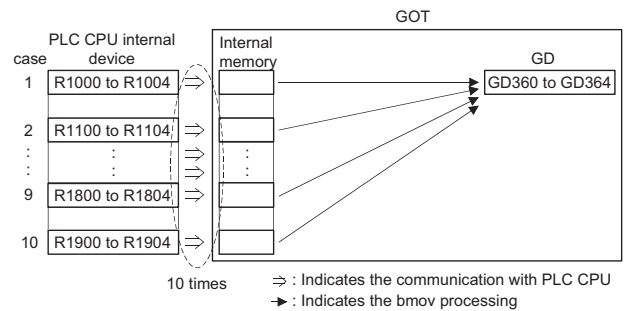 GOT
PLC CPU internal
device
Internal
memory
case
GD
1 R1000 to R1004 ⇒
GD360 to GD364
2 R1100 to R1104 ⇒
: : ⇒ :
: : ⇒ :
9 R1800 to R1804 ⇒
10 R1900 to R1904 ⇒
10 times
⇒ : Indicates the communication with PLC CPU
→ : Indicates the bmov processing